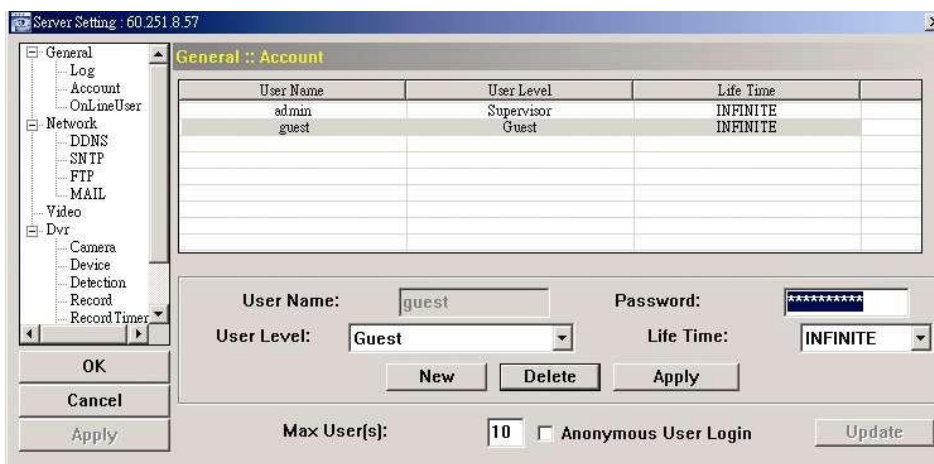 Server Setting : 60.251.8.57
General
Log
Account
OnLineUser
Network
DDNS
SNTP
FTP
MAIL
Video
Dvr
Camera
Device
Detection
Record
Record Timer
OK
Cancel
Apply
General :: Account
User Name User Level Life Time
admin Supervisor INFINITE
guest Guest INFINITE
User Name: guest Password: **********
User Level: Guest Life Time: INFINITE
New Delete Apply
Max User(s): 10 Anonymous User Login Update